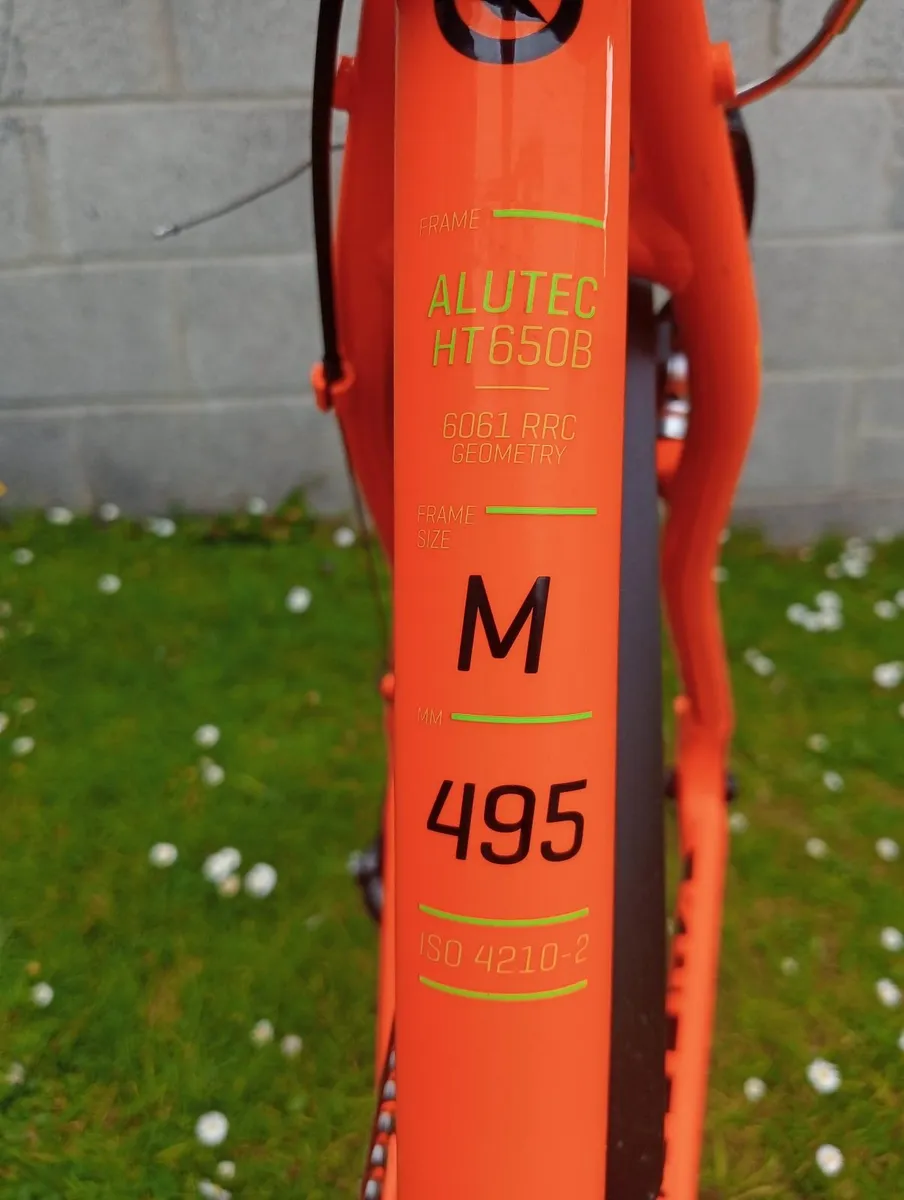 FRAME
ALUTEC
HT650B
6061 RRC
GEOMETRY
FRAME
SIZE
M
MM
495
ISO 4210-2